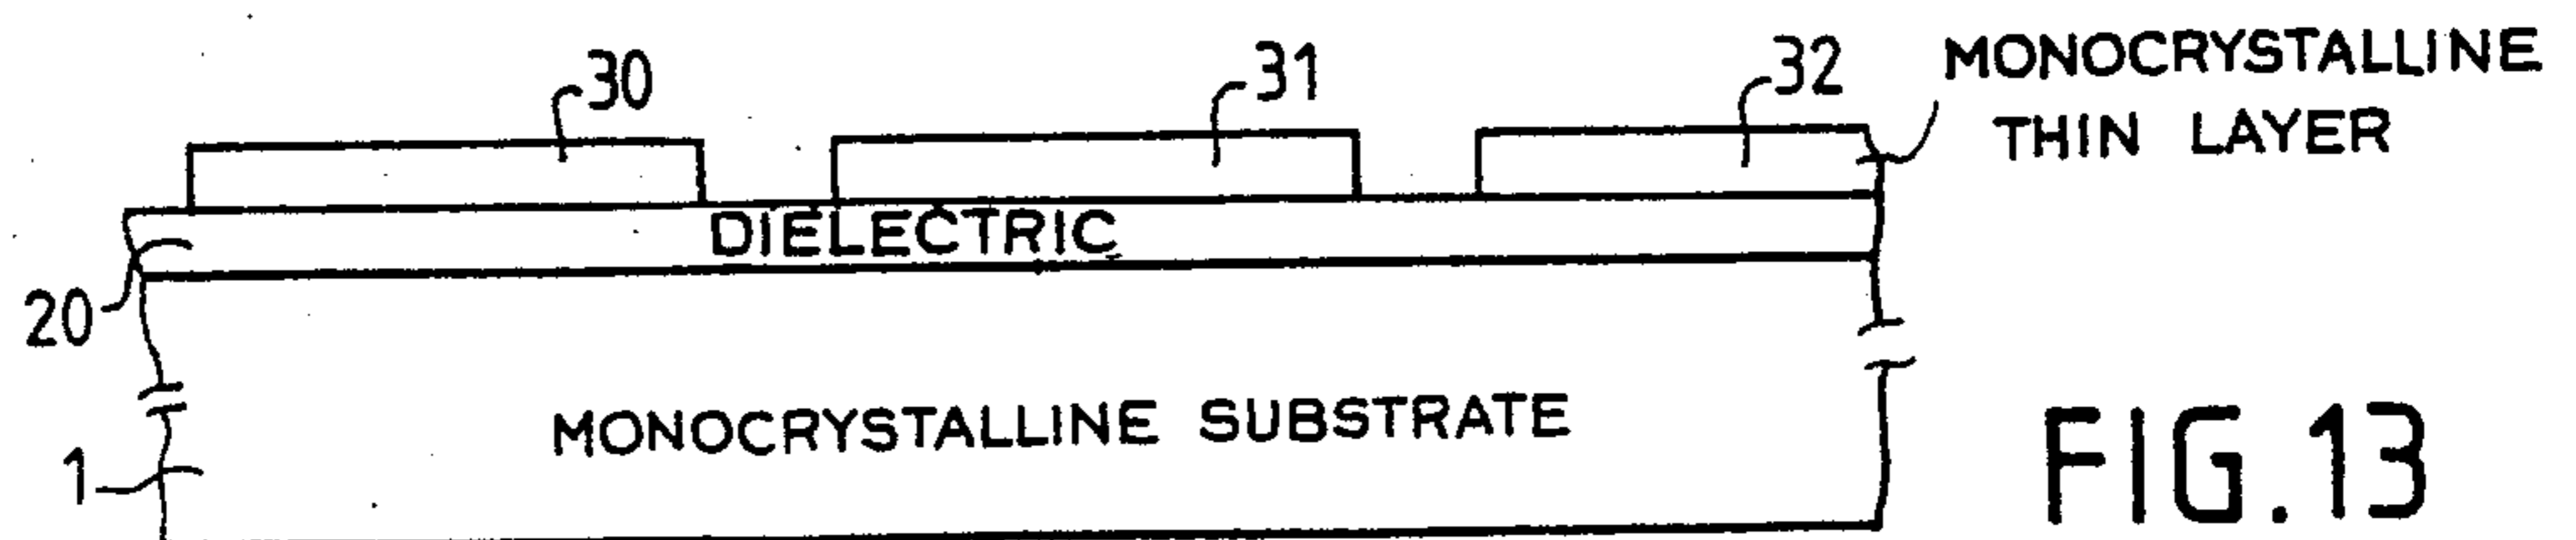 30
31
32
MONOCRYSTALLINE
THIN LAYER
DIELECTRIC
20
MONOCRYSTALLINE SUBSTRATE
1
FIG.13